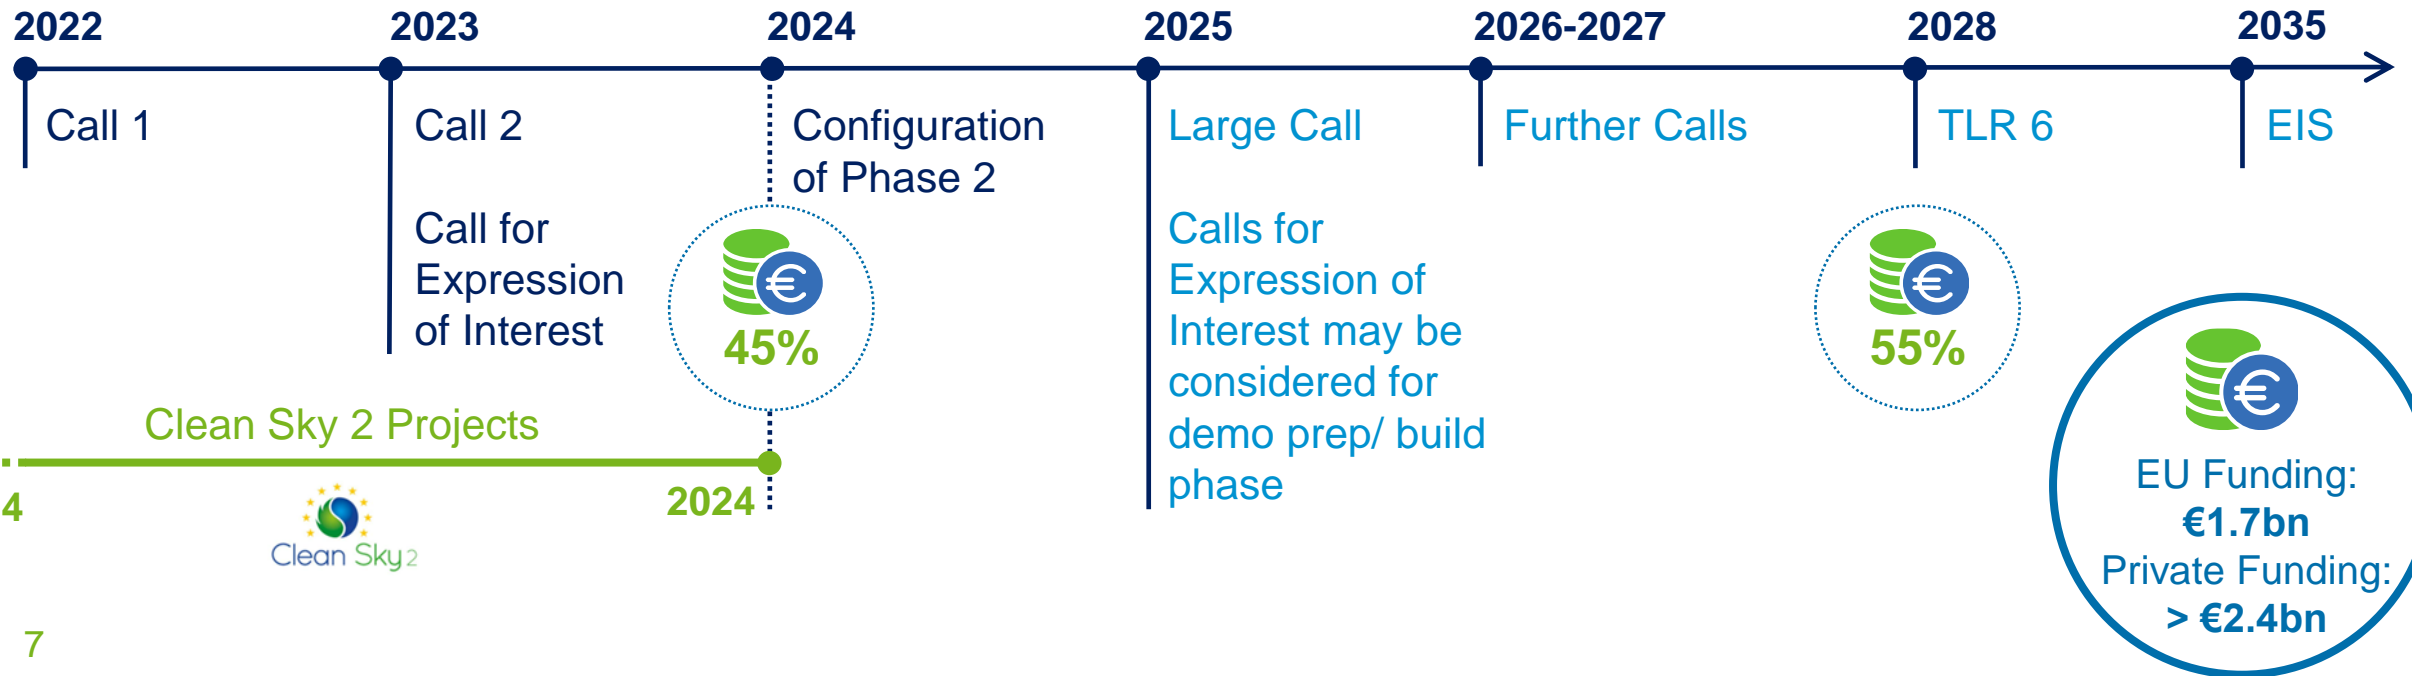 2022
2023
2024
2025
2026-2027
2028
2035
Call 1
Call 2
Call for
Expression
of Interest
Configuration
of Phase 2
Large Call
Calls for
Expression of
Interest may be
considered for
demo prep/ build
phase
Further Calls
TLR 6
EIS
€
45%
€
55%
€
EU Funding:
€1.7bn
Private Funding:
> €2.4bn
Clean Sky 2 Projects
4
2024
Clean Sky 2
7